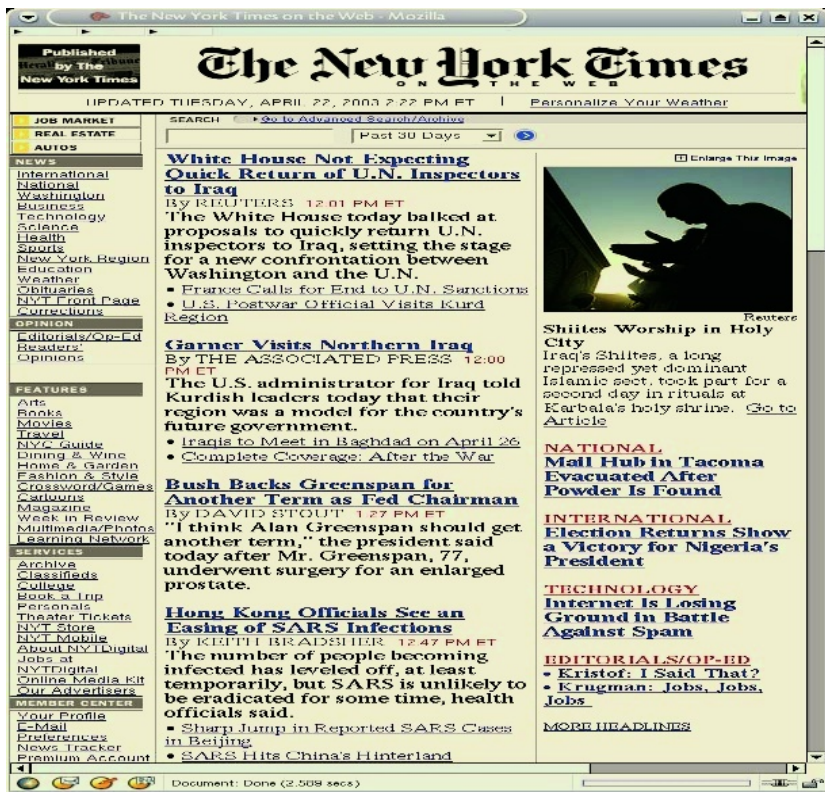 The New York Times on the Web - Mozilla
Published
by The
New York Times
The New York Times
ON THE WEB
UPDATED TUESDAY, APRIL 22, 2003 2:22 PM ET | Personalize Your Weather
JOB MARKET
REAL ESTATE
AUTOS
NEWS
International
National
Washington
Business
Technology
Science
Health
Sports
New York Region
Education
Weather
Obituaries
NYT Front Page
Corrections
OPINION
Editorials/Op-Ed
Readers'
Opinions
FEATURES
Arts
Books
Movies
Travel
NYC Guide
Dining & Wine
Home & Garden
Fashion & Style
Crossword/Games
Cartoons
Magazine
Week in Review
Multimedia/Photos
Learning Network
SERVICES
Archive
Classifieds
College
Book a Trip
Personals
Theater Tickets
NYT Store
NYT Mobile
About NYTDigital
Jobs at
NYTDigital
Online Media Kit
Our Advertisers
MEMBER CENTER
Your Profile
E-Mail
Preferences
News Tracker
Premium Account
SEARCH Go to Advanced Search/Archive
Past 30 Days
White House Not Expecting
Quick Return of U.N. Inspectors
to Iraq
By REUTERS 12:01 PM ET
The White House today balked at
proposals to quickly return U.N.
inspectors to Iraq, setting the stage
for a new confrontation between
Washington and the U.N.
• France Calls for End to U.N. Sanctions
• U.S. Postwar Official Visits Kurd
Region
Garner Visits Northern Iraq
By THE ASSOCIATED PRESS 12:00
PM ET
The U.S. administrator for Iraq told
Kurdish leaders today that their
region was a model for the country's
future government.
• Iraqis to Meet in Baghdad on April 26
• Complete Coverage: After the War
Bush Backs Greenspan for
Another Term as Fed Chairman
By DAVID STOUT 1:27 PM ET
"I think Alan Greenspan should get
another term," the president said
today after Mr. Greenspan, 77,
underwent surgery for an enlarged
prostate.
Hong Kong Officials See an
Easing of SARS Infections
By KEITH BRADSHER 12:47 PM ET
The number of people becoming
infected has leveled off, at least
temporarily, but SARS is unlikely to
be eradicated for some time, health
officials said.
• Sharp Jump in Reported SARS Cases
in Beijing
• SARS Hits China's Hinterland
Enlarge This Image
Reuters
Shiites Worship in Holy
City
Iraq's Shiites, a long
repressed yet dominant
Islamic sect, took part for a
second day in rituals at
Karbala's holy shrine. Go to
Article
NATIONAL
Mail Hub in Tacoma
Evacuated After
Powder Is Found
INTERNATIONAL
Election Returns Show
a Victory for Nigeria's
President
TECHNOLOGY
Internet Is Losing
Ground in Battle
Against Spam
EDITORIALS/OP-ED
• Kristof: I Said That?
• Krugman: Jobs, Jobs,
Jobs
MORE HEADLINES
Document: Done (2.589 secs)